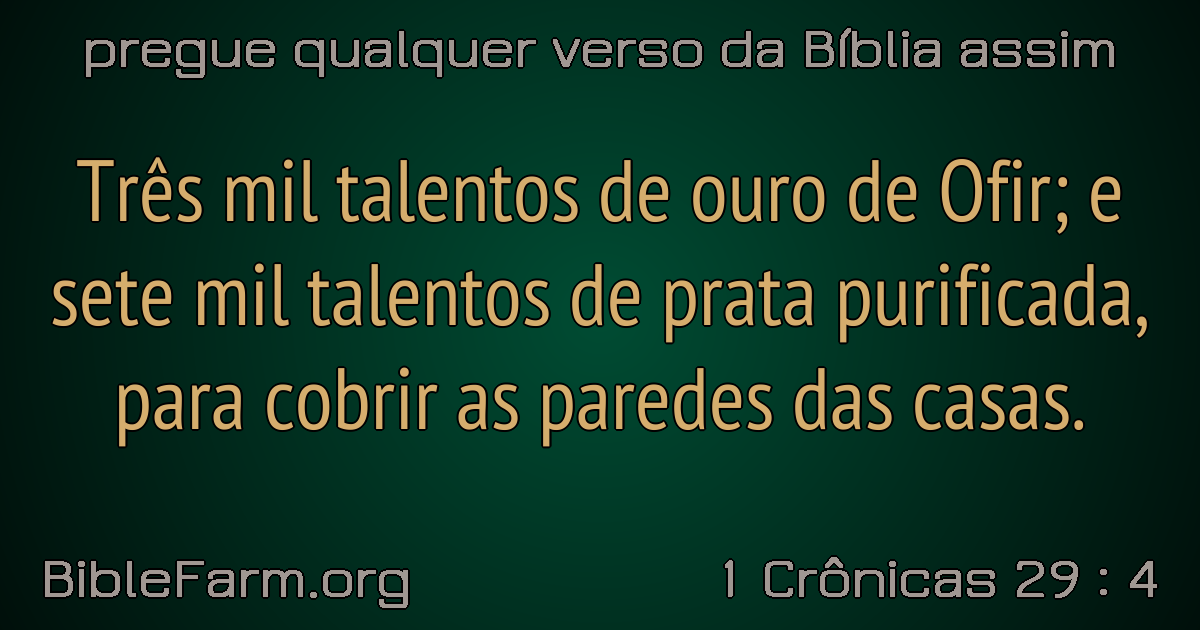 pregue qualquer verso da Bíblia assim
Três mil talentos de ouro de Ofir; e
sete mil talentos de prata purificada,
para cobrir as paredes das casas.
BibleFarm.org
1 Crônicas 29 : 4